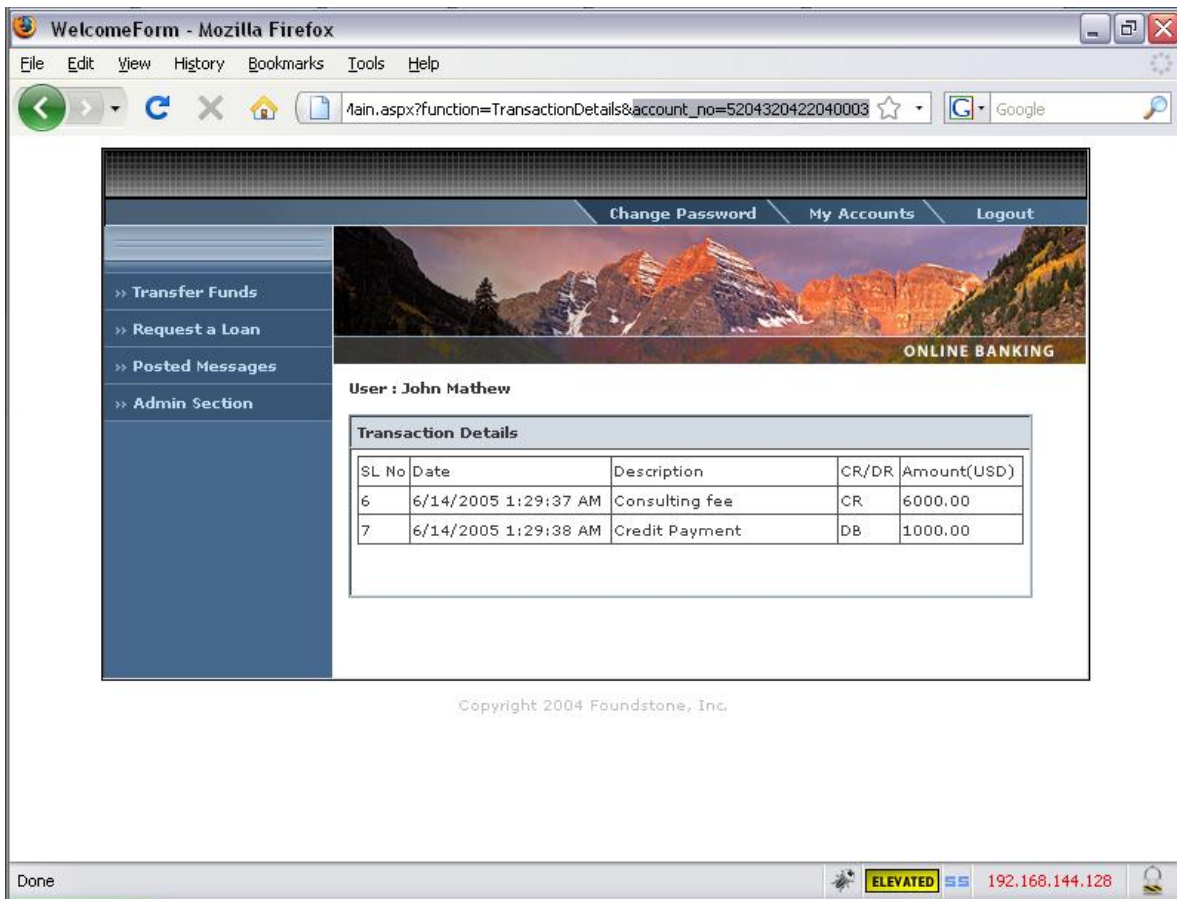 WelcomeForm - Mozilla Firefox
File Edit View History Bookmarks Tools Help
Main.aspx?function=TransactionDetails&account_no=5204320422040003 G Google
Change Password My Accounts Logout
» Transfer Funds
» Request a Loan
» Posted Messages
» Admin Section
ONLINE BANKING
User : John Mathew
Transaction Details
SL No Date Description CR/DR Amount(USD)
6 6/14/2005 1:29:37 AM Consulting fee CR 6000.00
7 6/14/2005 1:29:38 AM Credit Payment DB 1000.00
Copyright 2004 Foundstone, Inc.
Done ELEVATED SS 192.168.144.128